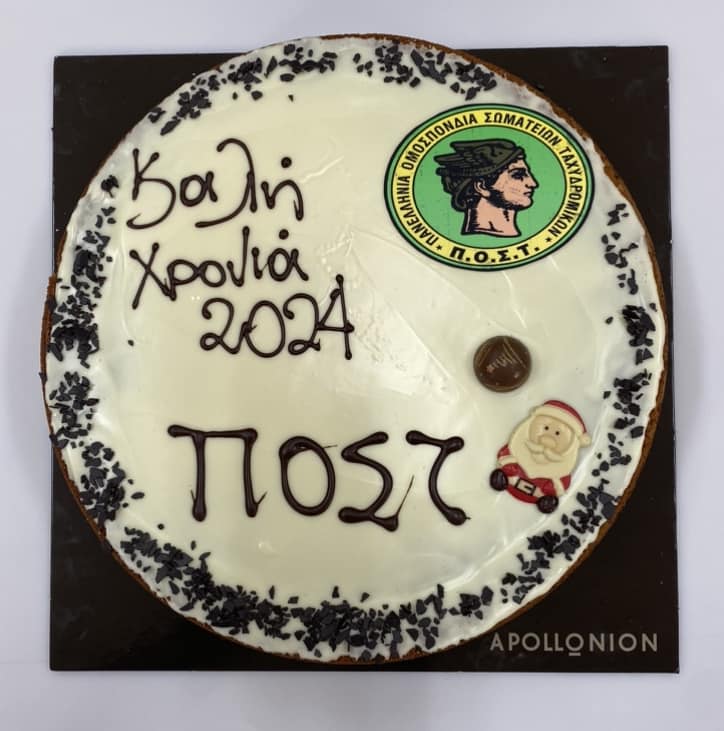 Καλή
χρονιά
2024
ΠΑΝΕΛΛΗΝΙΑ ΟΜΟΣΠΟΝΔΙΑ ΣΩΜΑΤΕΙΩΝ ΤΑΧΥΔΡΟΜΙΚΩΝ
Π.Ο.Σ.Τ.
ΠΟΣΤ
APOLLONION